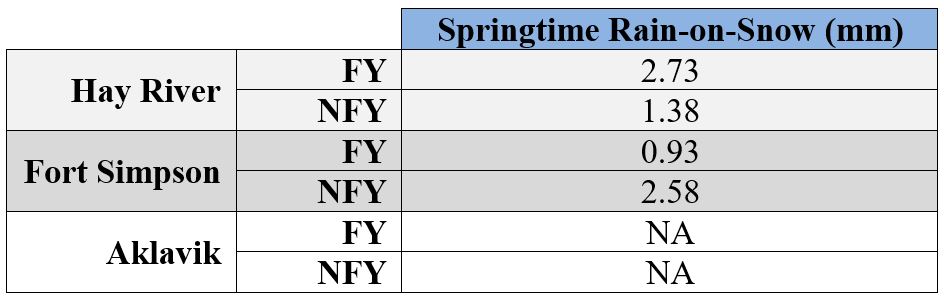 Springtime Rain-on-Snow (mm)
Hay River FY 2.73
NFY 1.38
Fort Simpson FY 0.93
NFY 2.58
Aklavik FY NA
NFY NA